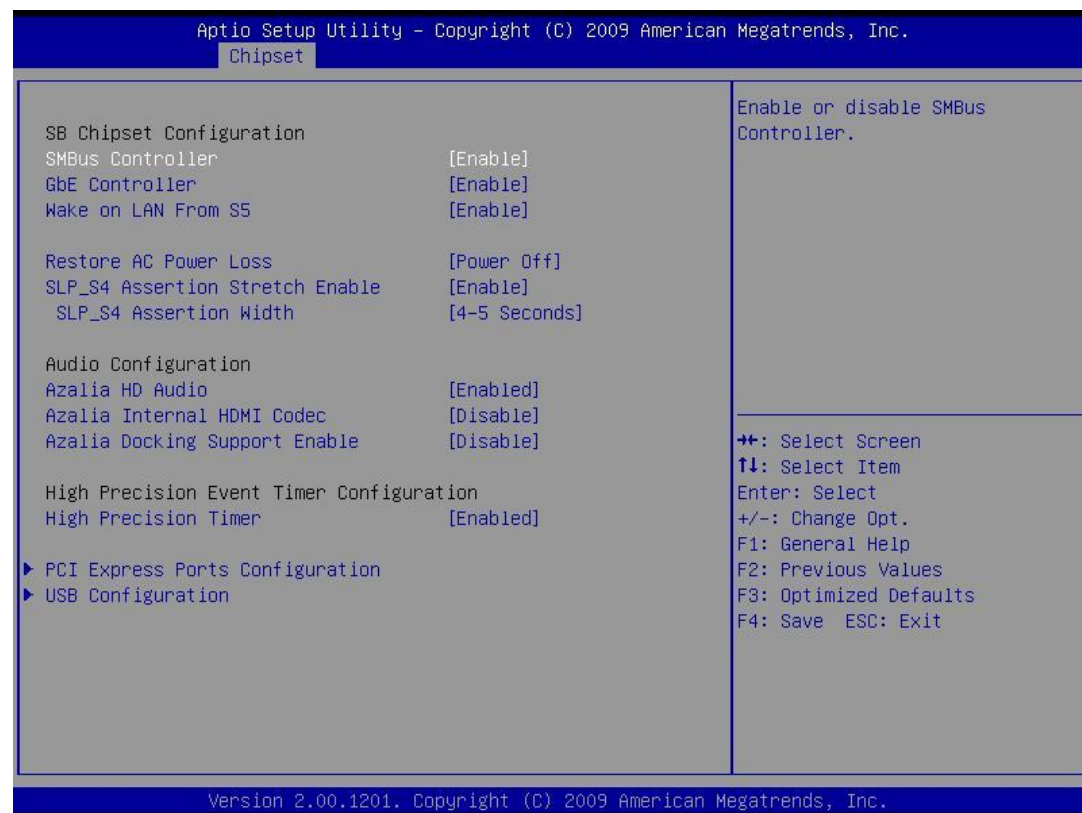 Aptio Setup Utility - Copyright (C) 2009 American Megatrends, Inc.
Chipset
SB Chipset Configuration
SMBus Controller [Enable]
GbE Controller [Enable]
Wake on LAN From S5 [Enable]
Restore AC Power Loss [Power Off]
SLP_S4 Assertion Stretch Enable [Enable]
SLP_S4 Assertion Width [4-5 Seconds]
Audio Configuration
Azalia HD Audio [Enabled]
Azalia Internal HDMI Codec [Disable]
Azalia Docking Support Enable [Disable]
High Precision Event Timer Configuration
High Precision Timer [Enabled]
PCI Express Ports Configuration
USB Configuration
Enable or disable SMBus
Controller.
→←: Select Screen
↑↓: Select Item
Enter: Select
+/-: Change Opt.
F1: General Help
F2: Previous Values
F3: Optimized Defaults
F4: Save ESC: Exit
Version 2.00.1201. Copyright (C) 2009 American Megatrends, Inc.